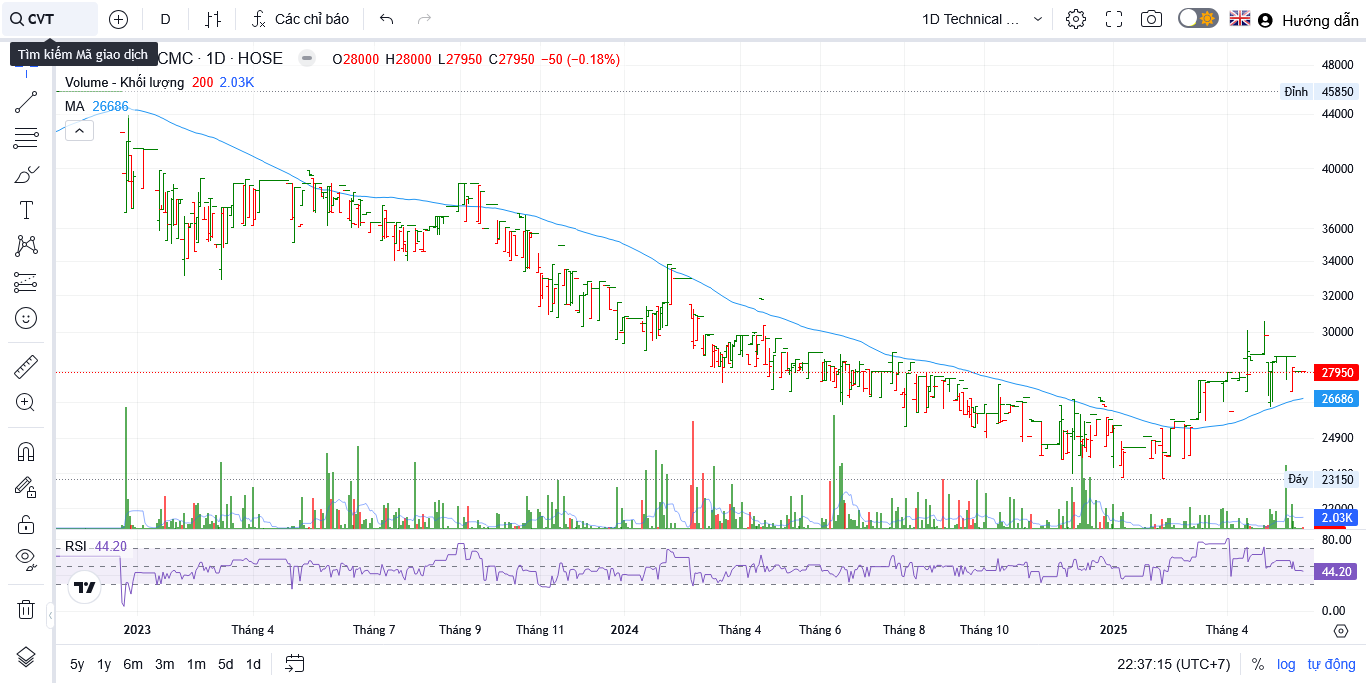 CVT
D
Các chỉ báo
1D Technical ...
Hướng dẫn
Tìm kiếm Mã giao dịch
CMC · 1D · HOSE
O28000 H28000 L27950 C27950 −50 (−0.18%)
Volume - Khối lượng 200 2.03K
MA 26686
48000
Đỉnh 45850
44000
40000
36000
34000
32000
30000
27950
26686
24900
Đáy 23150
22000
2.03K
RSI 44.20
80.00
44.20
0.00
2023 Tháng 4 Tháng 7 Tháng 9 Tháng 11 2024 Tháng 4 Tháng 6 Tháng 8 Tháng 10 2025 Tháng 4
5y 1y 6m 3m 1m 5d 1d
22:37:15 (UTC+7) % log tự động